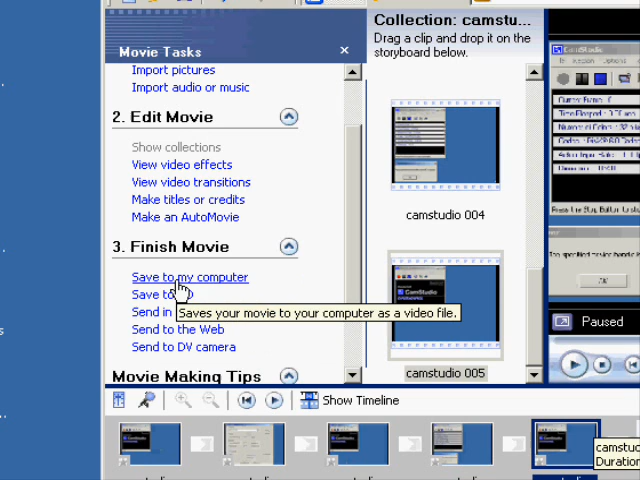 Movie Tasks
Import pictures
Import audio or music
2. Edit Movie
Show collections
View video effects
View video transitions
Make titles or credits
Make an AutoMovie
3. Finish Movie
Save to my computer
Save to
Send in
Saves your movie to your computer as a video file.
Send to the Web
Send to DV camera
Movie Making Tips
Collection: camstu...
Drag a clip and drop it on the
storyboard below.
camstudio 004
camstudio 005
CamStudio
OK
Paused
Show Timeline
camstu
Duration